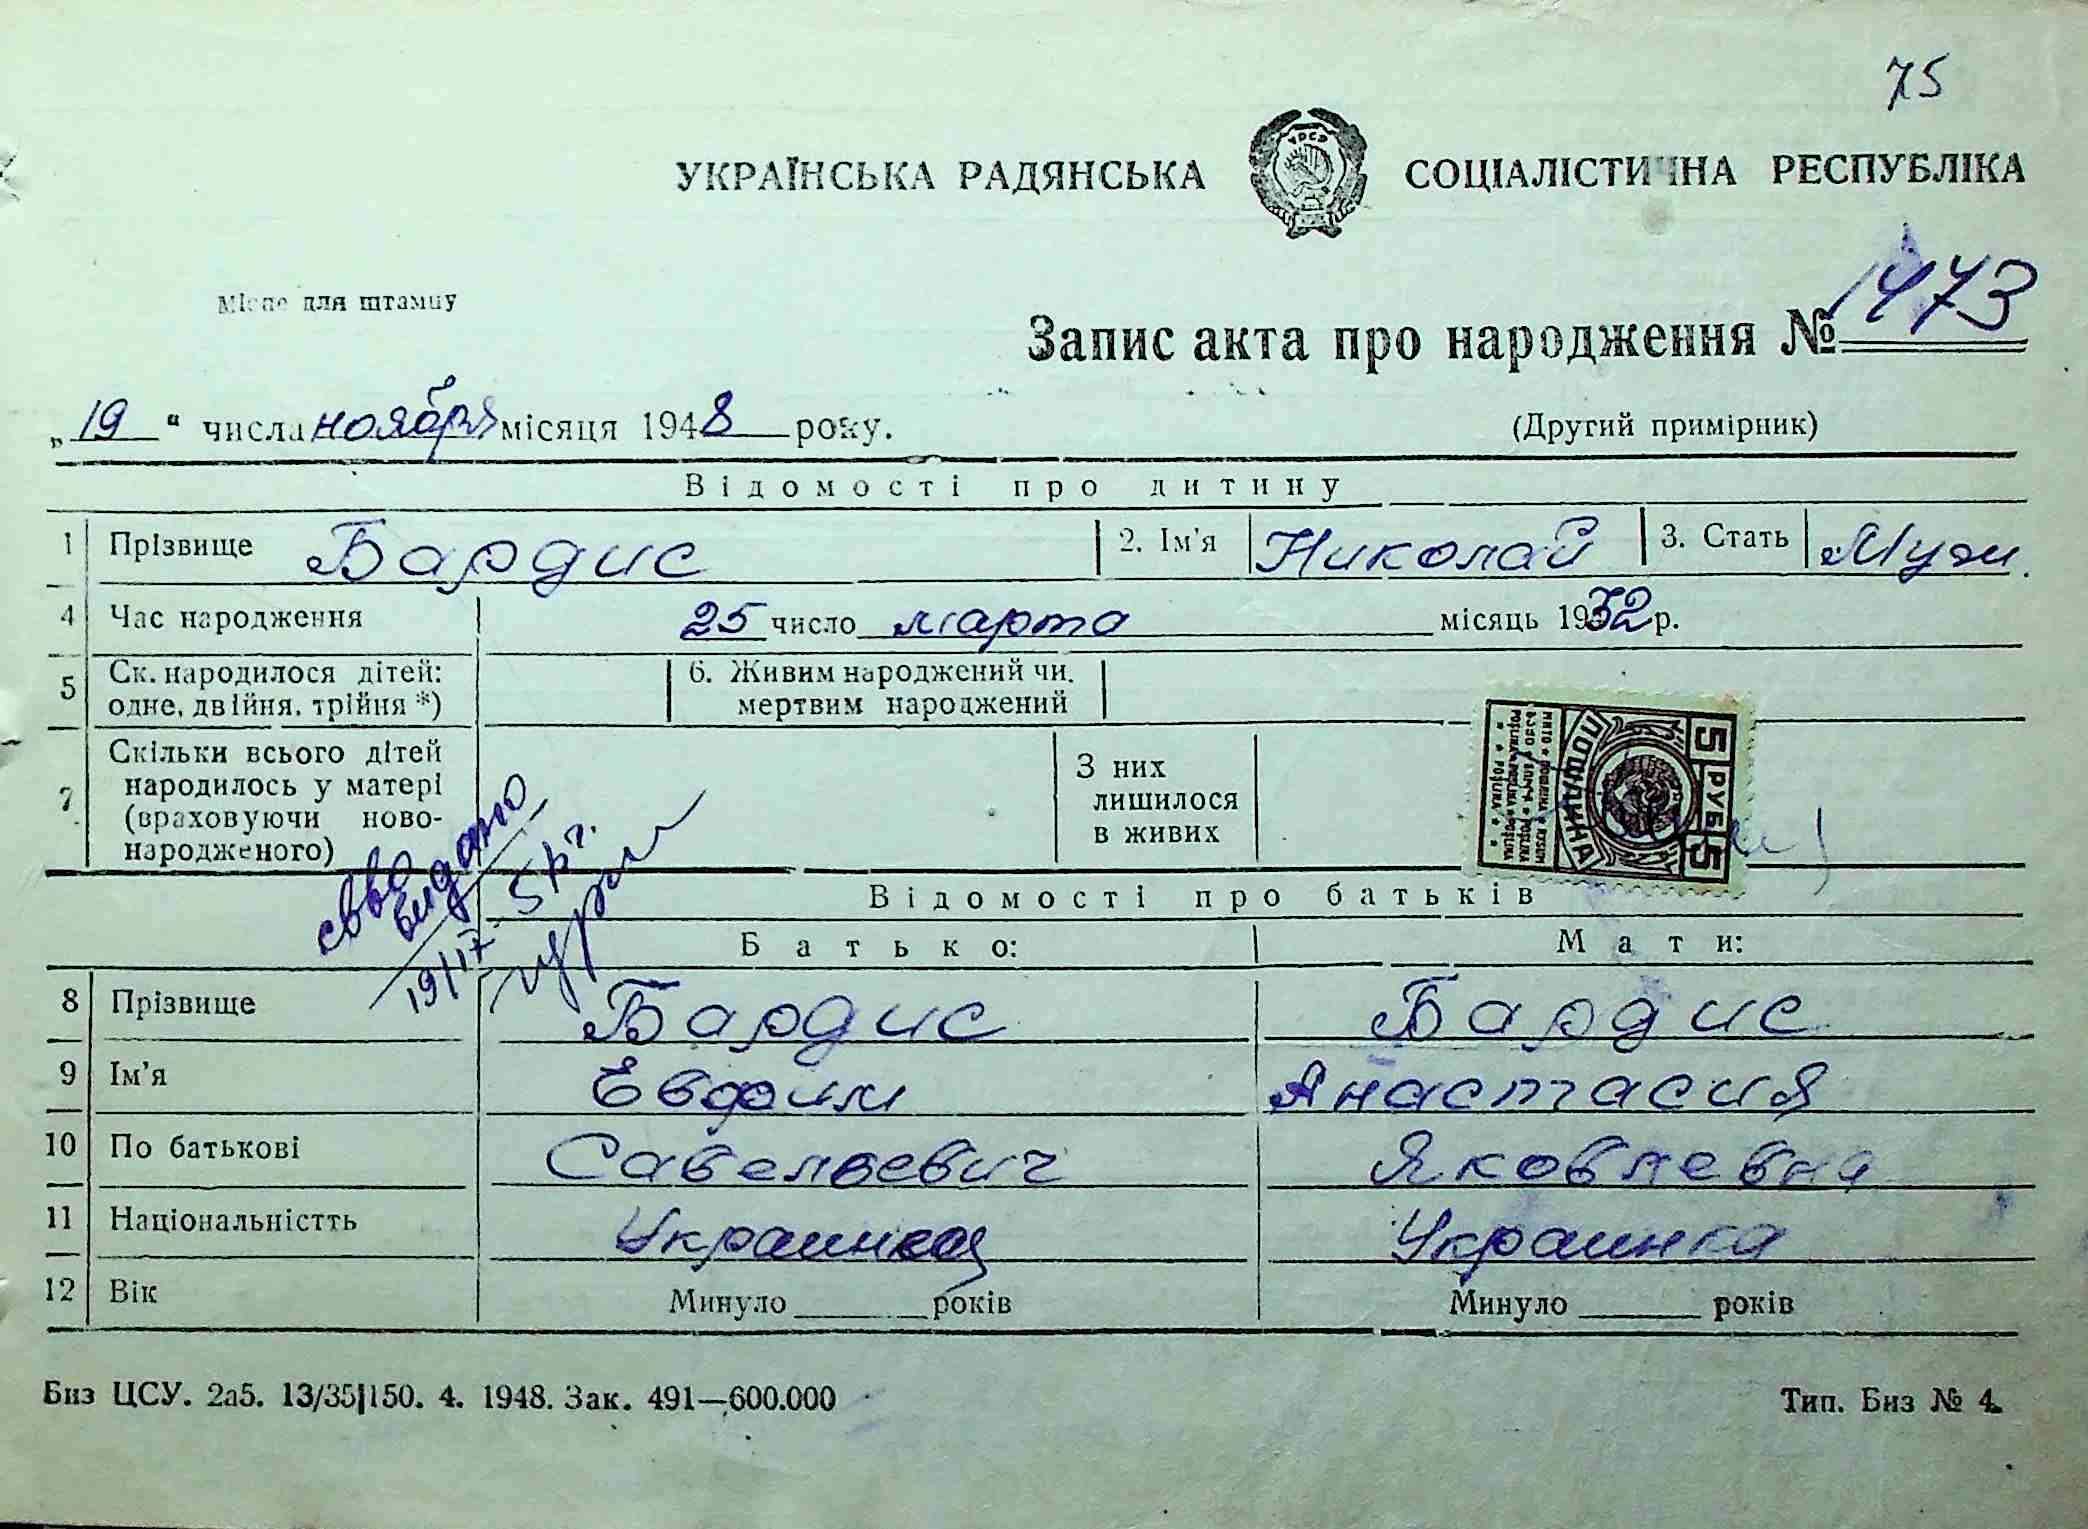 75
УКРАЇНСЬКА РАДЯНСЬКА СОЦІАЛІСТИЧНА РЕСПУБЛІКА
Місце для штампу
Запис акта про народження № 1473
„19“ числа ноября місяця 1948 року. (Другий примірник)
Відомості про дитину
1 Прізвище Бардис 2. Ім'я Николай 3. Стать Муж.
4 Час народження 25 число марта місяць 1932 р.
5 Ск. народилося дітей: одне, двійня, трійня *) 6. Живим народжений чи мертвим народжений
7 Скільки всього дітей народилось у матері (враховуючи новонародженого) З них лишилося в живих
5 РУБ 5
ПОШЛИНА
свво видано
19/IV 5 р.
Відомості про батьків
Батько: Мати:
8 Прізвище Бардис Бардис
9 Ім'я Евфим Анастасия
10 По батькові Савельевич Яковлевна
11 Національністть Украинец Украинка
12 Вік Минуло років Минуло років
Биз ЦСУ. 2а5. 13/35|150. 4. 1948. Зак. 491—600.000 Тип. Биз № 4.